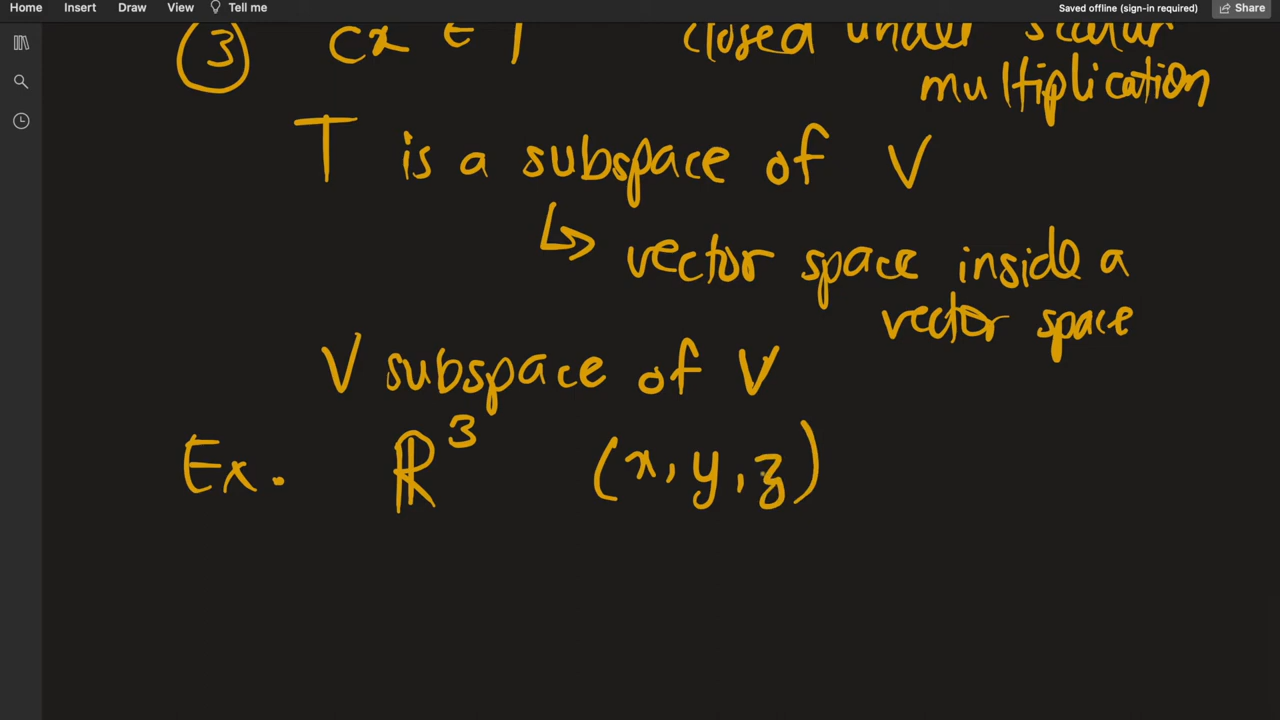 Home Insert Draw View Tell me Saved offline (sign-in required) Share
③ cx ∈ T closed under scalar
multiplication
T is a subspace of V
↳ vector space inside a
vector space
V subspace of V
Ex. ℝ³ (x, y, z)